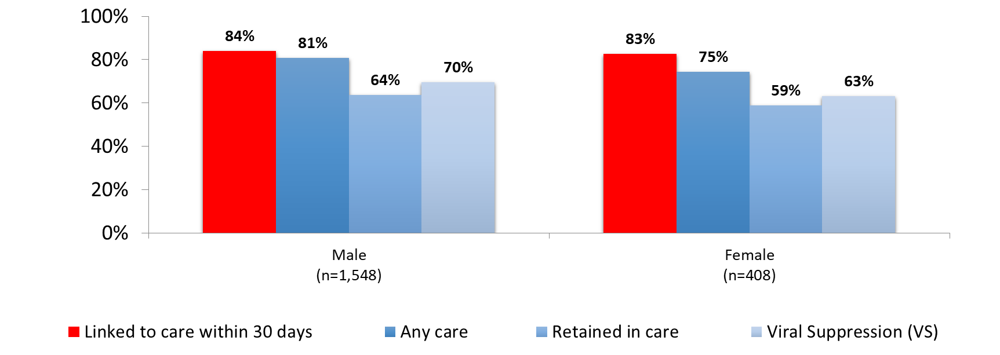 100%
80%
60%
40%
20%
0%
84%
81%
64%
70%
83%
75%
59%
63%
Male
(n=1,548)
Female
(n=408)
Linked to care within 30 days
Any care
Retained in care
Viral Suppression (VS)